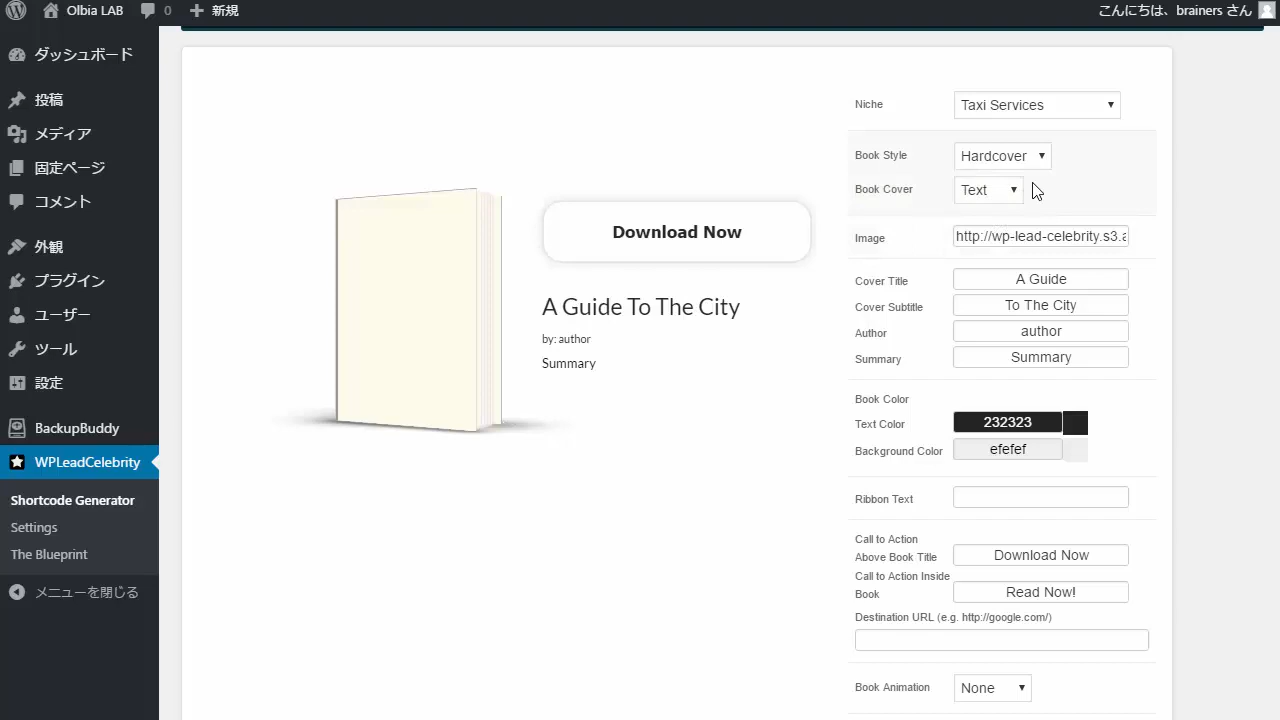 Olbia LAB 0 新規 こんにちは、brainers さん
ダッシュボード
投稿
メディア
固定ページ
コメント
外観
プラグイン
ユーザー
ツール
設定
BackupBuddy
WPLeadCelebrity
Shortcode Generator
Settings
The Blueprint
メニューを閉じる
Download Now
A Guide To The City
by: author
Summary
Niche Taxi Services
Book Style Hardcover
Book Cover Text
Image http://wp-lead-celebrity.s3.a
Cover Title A Guide
Cover Subtitle To The City
Author author
Summary Summary
Book Color
Text Color 232323
Background Color efefef
Ribbon Text
Call to Action
Above Book Title Download Now
Call to Action Inside
Book Read Now!
Destination URL (e.g. http://google.com/)
Book Animation None